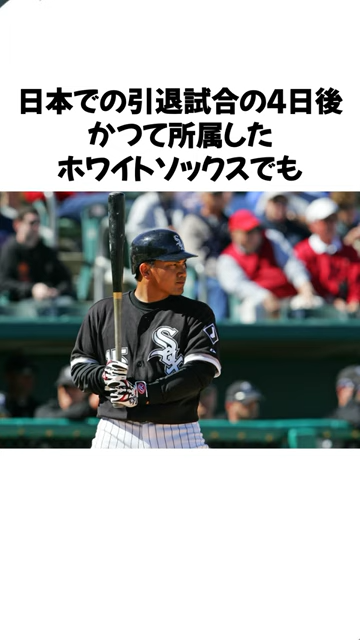 日本での引退試合の4日後
かつて所属した
ホワイトソックスでも